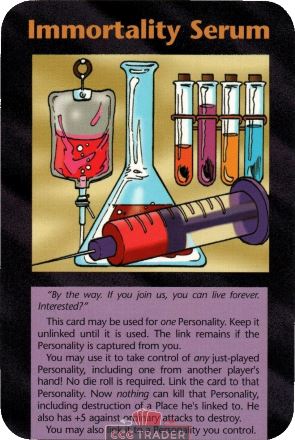 Immortality Serum
"By the way. If you join us, you can live forever.
Interested?"
This card may be used for one Personality. Keep it
unlinked until it is used. The link remains if the
Personality is captured from you.
You may use it to take control of any just-played
Personality, including one from another player's
hand! No die roll is required. Link the card to that
Personality. Now nothing can kill that Personality,
including destruction of a Place he's linked to. He
also has +5 against or attacks to destroy.
You may also you control.
CCG TRADER